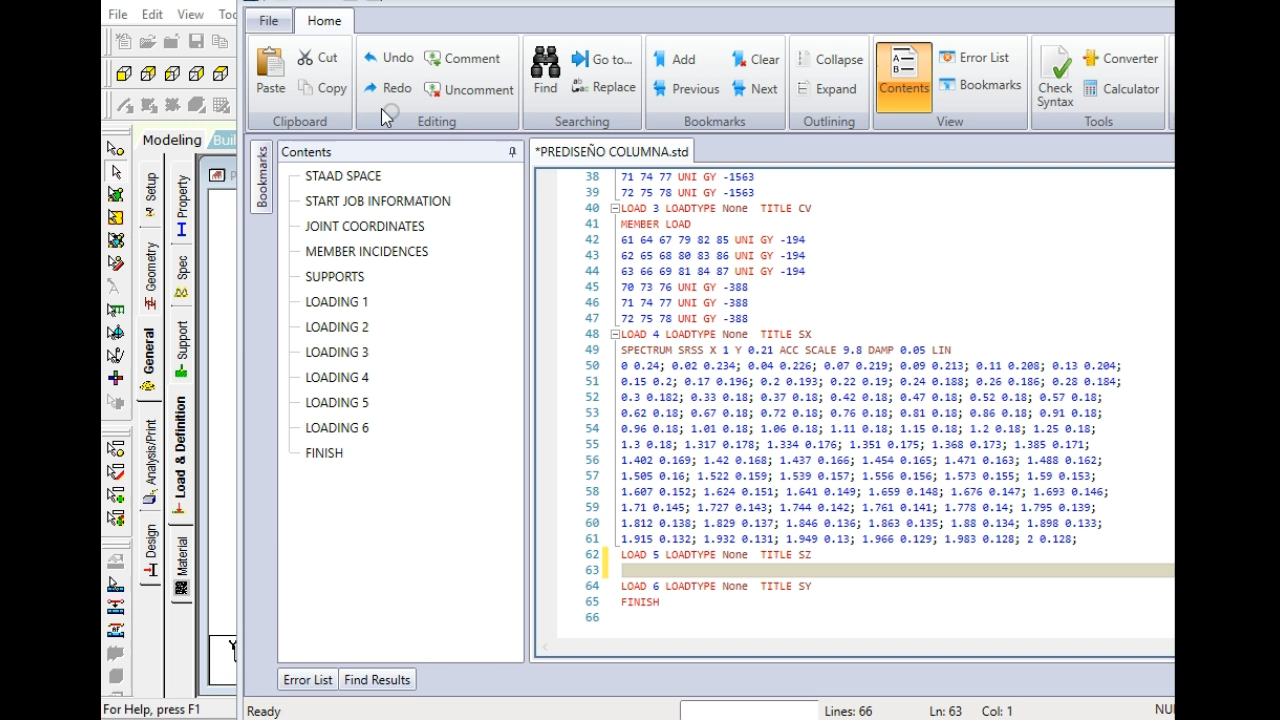 File Edit View
File Home
Paste Cut Copy
Undo Redo Comment Uncomment
Find Go to... Replace
Add Previous Clear Next
Collapse Expand
Contents Error List Bookmarks
Check Syntax Converter Calculator
Clipboard Editing Searching Bookmarks Outlining View Tools
Modeling
Setup
Geometry
General
Analysis/Print
Design
Property
Spec
Support
Load & Definition
Material
Bookmarks
Contents
STAAD SPACE
START JOB INFORMATION
JOINT COORDINATES
MEMBER INCIDENCES
SUPPORTS
LOADING 1
LOADING 2
LOADING 3
LOADING 4
LOADING 5
LOADING 6
FINISH
*PREDISEÑO COLUMNA.std
38 71 74 77 UNI GY -1563
39 72 75 78 UNI GY -1563
40 LOAD 3 LOADTYPE None TITLE CV
41 MEMBER LOAD
42 61 64 67 79 82 85 UNI GY -194
43 62 65 68 80 83 86 UNI GY -194
44 63 66 69 81 84 87 UNI GY -194
45 70 73 76 UNI GY -388
46 71 74 77 UNI GY -388
47 72 75 78 UNI GY -388
48 LOAD 4 LOADTYPE None TITLE SX
49 SPECTRUM SRSS X 1 Y 0.21 ACC SCALE 9.8 DAMP 0.05 LIN
50 0 0.24; 0.02 0.234; 0.04 0.226; 0.07 0.219; 0.09 0.213; 0.11 0.208; 0.13 0.204;
51 0.15 0.2; 0.17 0.196; 0.2 0.193; 0.22 0.19; 0.24 0.188; 0.26 0.186; 0.28 0.184;
52 0.3 0.182; 0.33 0.18; 0.37 0.18; 0.42 0.18; 0.47 0.18; 0.52 0.18; 0.57 0.18;
53 0.62 0.18; 0.67 0.18; 0.72 0.18; 0.76 0.18; 0.81 0.18; 0.86 0.18; 0.91 0.18;
54 0.96 0.18; 1.01 0.18; 1.06 0.18; 1.11 0.18; 1.15 0.18; 1.2 0.18; 1.25 0.18;
55 1.3 0.18; 1.317 0.178; 1.334 0.176; 1.351 0.175; 1.368 0.173; 1.385 0.171;
56 1.402 0.169; 1.42 0.168; 1.437 0.166; 1.454 0.165; 1.471 0.163; 1.488 0.162;
57 1.505 0.16; 1.522 0.159; 1.539 0.157; 1.556 0.156; 1.573 0.155; 1.59 0.153;
58 1.607 0.152; 1.624 0.151; 1.641 0.149; 1.659 0.148; 1.676 0.147; 1.693 0.146;
59 1.71 0.145; 1.727 0.143; 1.744 0.142; 1.761 0.141; 1.778 0.14; 1.795 0.139;
60 1.812 0.138; 1.829 0.137; 1.846 0.136; 1.863 0.135; 1.88 0.134; 1.898 0.133;
61 1.915 0.132; 1.932 0.131; 1.949 0.13; 1.966 0.129; 1.983 0.128; 2 0.128;
62 LOAD 5 LOADTYPE None TITLE SZ
63
64 LOAD 6 LOADTYPE None TITLE SY
65 FINISH
66
Error List Find Results
For Help, press F1
Ready Lines: 66 Ln: 63 Col: 1